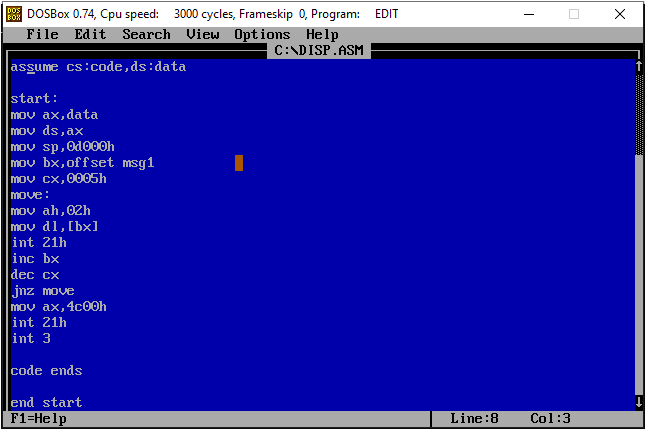 DOS BOX DOSBox 0.74, Cpu speed: 3000 cycles, Frameskip 0, Program: EDIT
File Edit Search View Options Help
C:\DISP.ASM
assume cs:code,ds:data
start:
mov ax,data
mov ds,ax
mov sp,0d000h
mov bx,offset msg1
mov cx,0005h
move:
mov ah,02h
mov dl,[bx]
int 21h
inc bx
dec cx
jnz move
mov ax,4c00h
int 21h
int 3
code ends
end start
F1=Help Line:8 Col:3